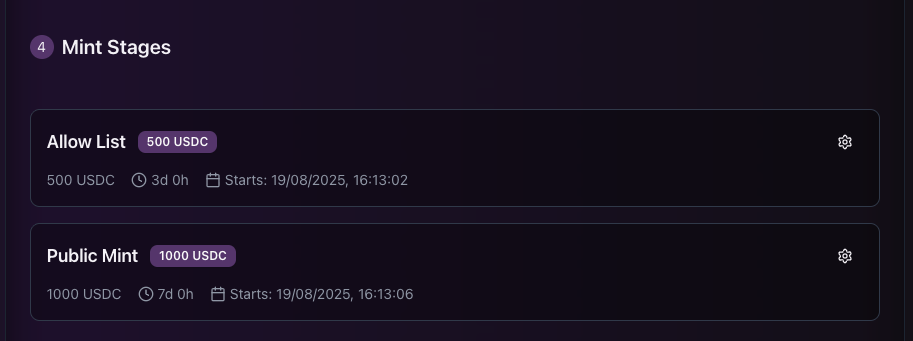 4 Mint Stages
Allow List 500 USDC
500 USDC 3d 0h Starts: 19/08/2025, 16:13:02
Public Mint 1000 USDC
1000 USDC 7d 0h Starts: 19/08/2025, 16:13:06